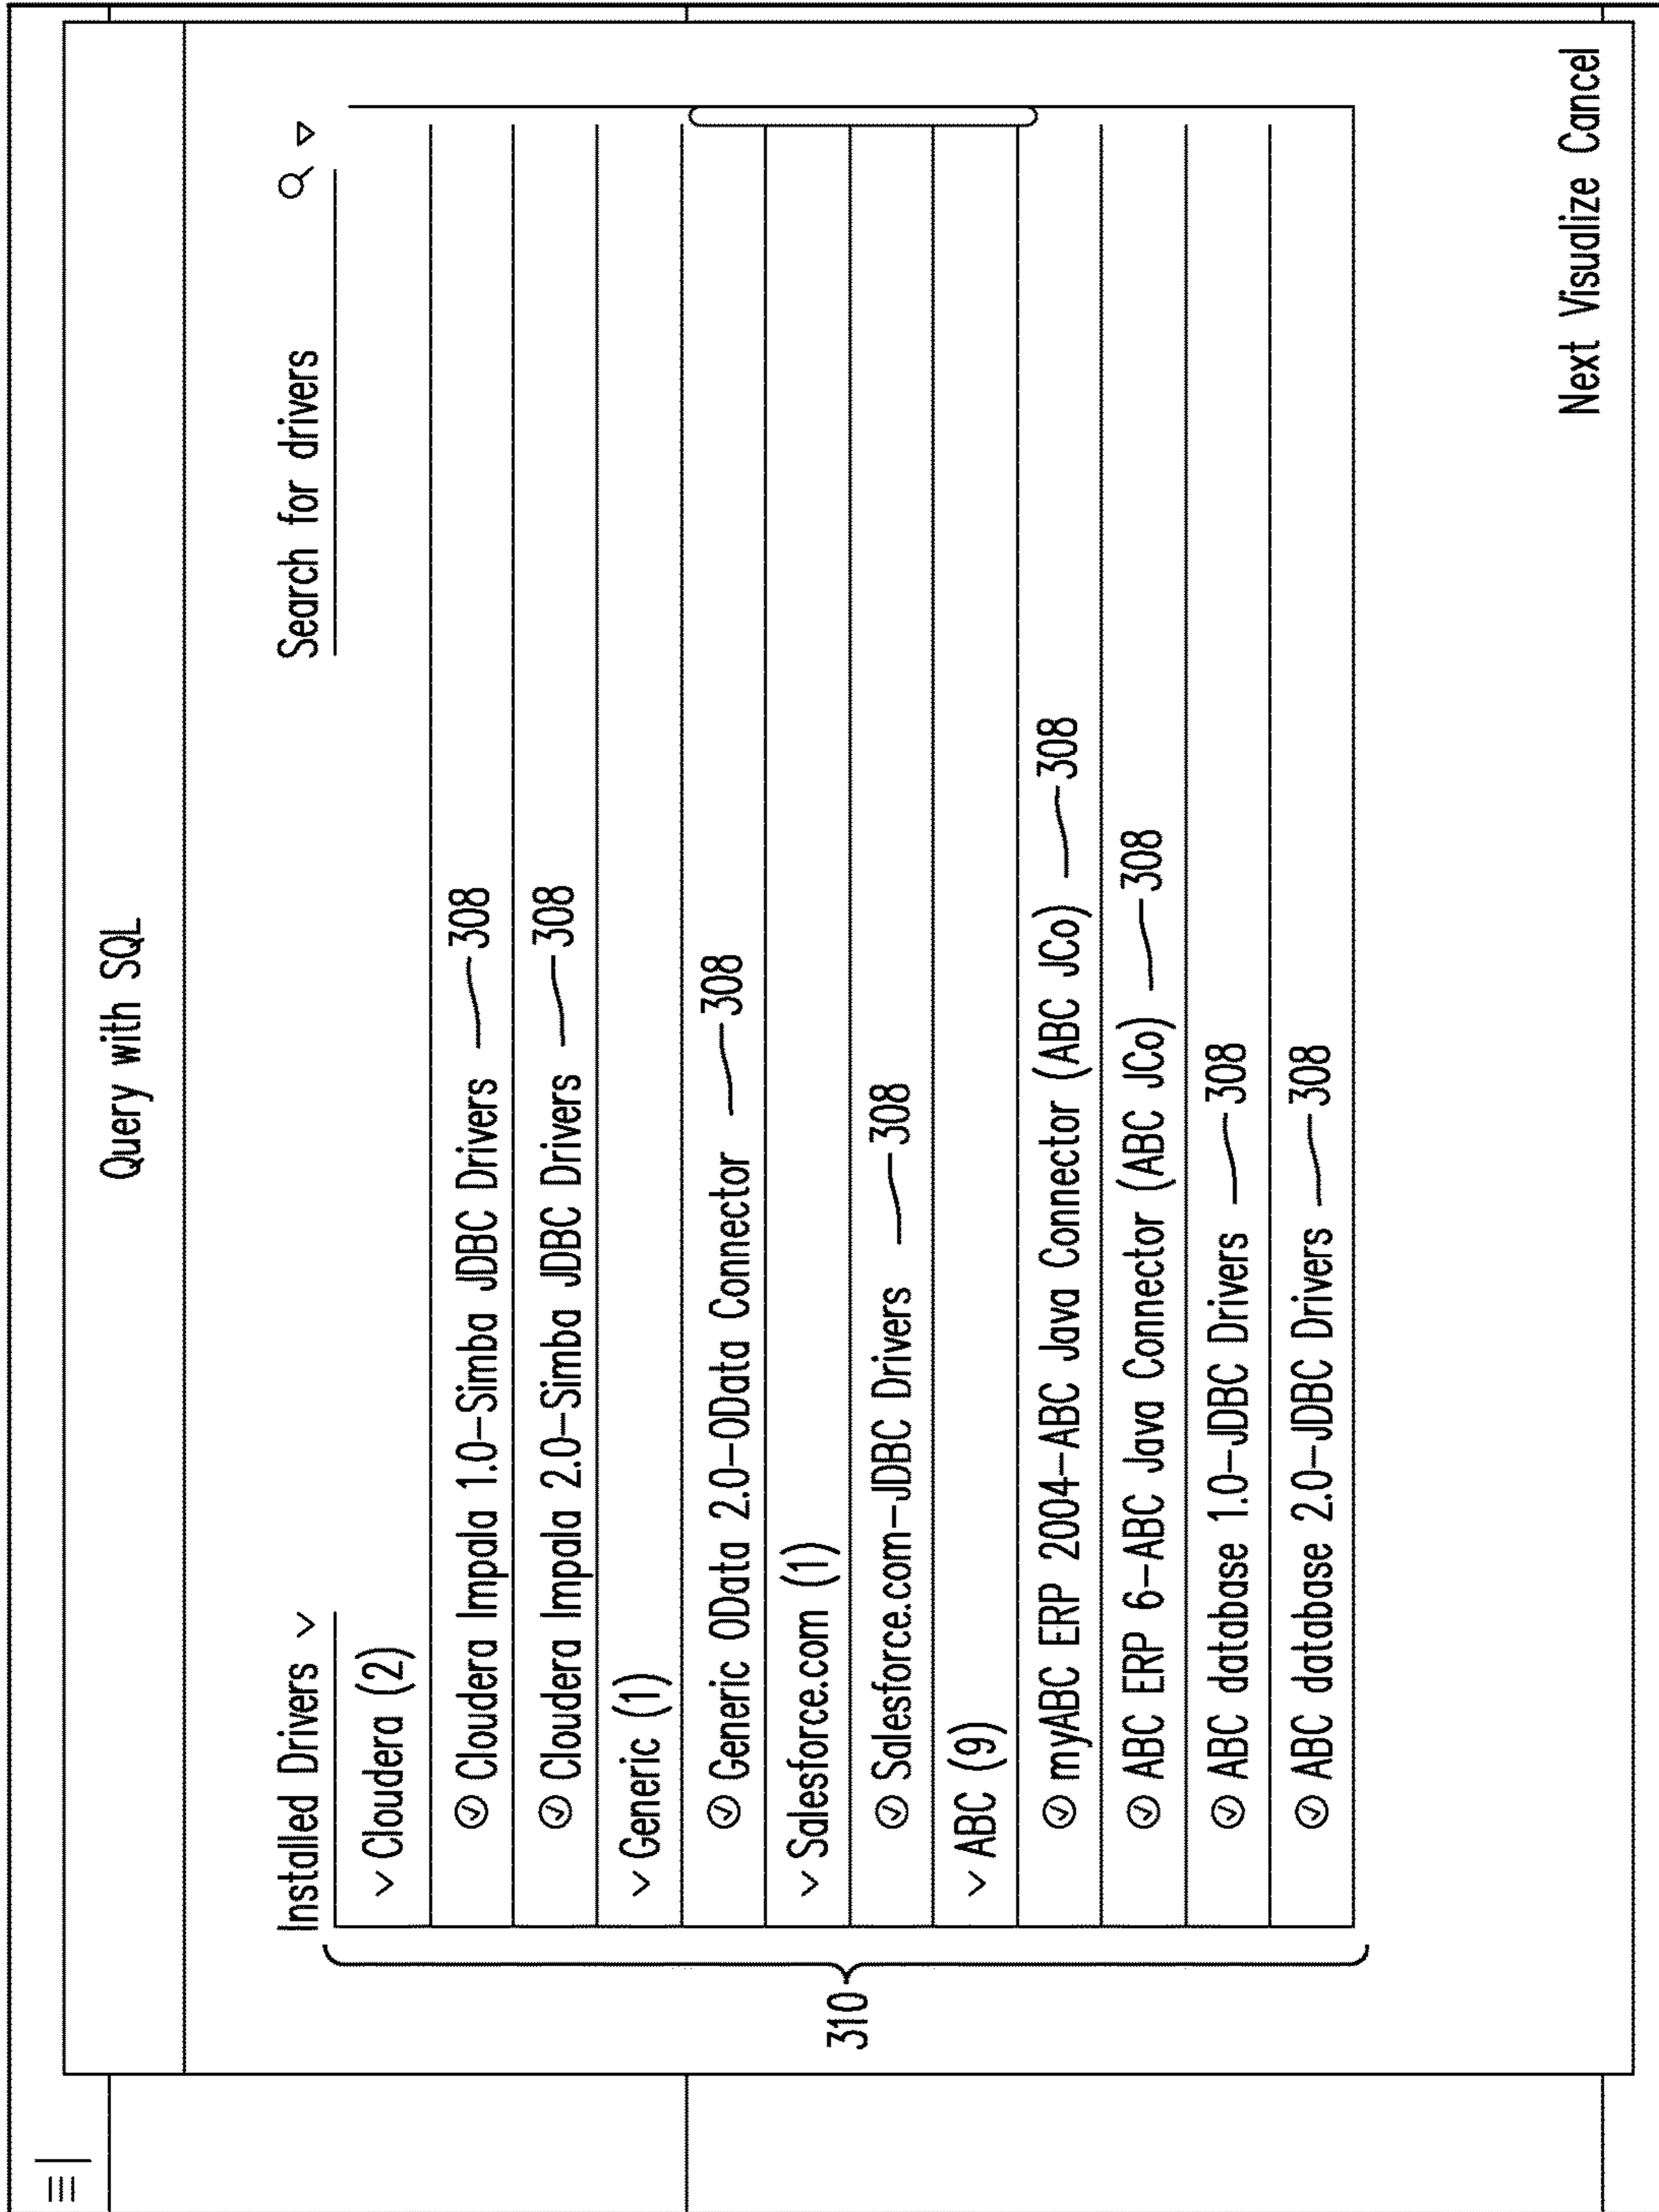 Query with SQL
Installed Drivers
Search for drivers
Cloudera (2)
Cloudera Impala 1.0-Simba JDBC Drivers 308
Cloudera Impala 2.0-Simba JDBC Drivers 308
Generic (1)
Generic OData 2.0-OData Connector 308
Salesforce.com (1)
Salesforce.com-JDBC Drivers 308
ABC (9)
myABC ERP 2004-ABC Java Connector (ABC JCo) 308
ABC ERP 6-ABC Java Connector (ABC JCo) 308
ABC database 1.0-JDBC Drivers 308
ABC database 2.0-JDBC Drivers 308
310
Next Visualize Cancel